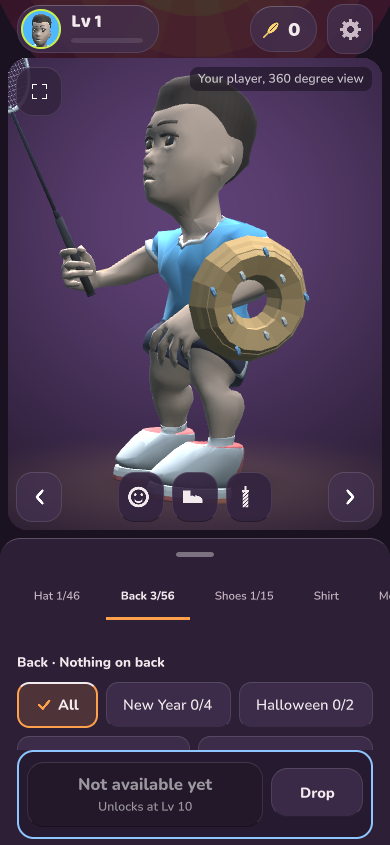 Lv 1
0
Your player, 360 degree view
Hat 1/46
Back 3/56
Shoes 1/15
Shirt
Back · Nothing on back
All
New Year 0/4
Halloween 0/2
Not available yet
Unlocks at Lv 10
Drop